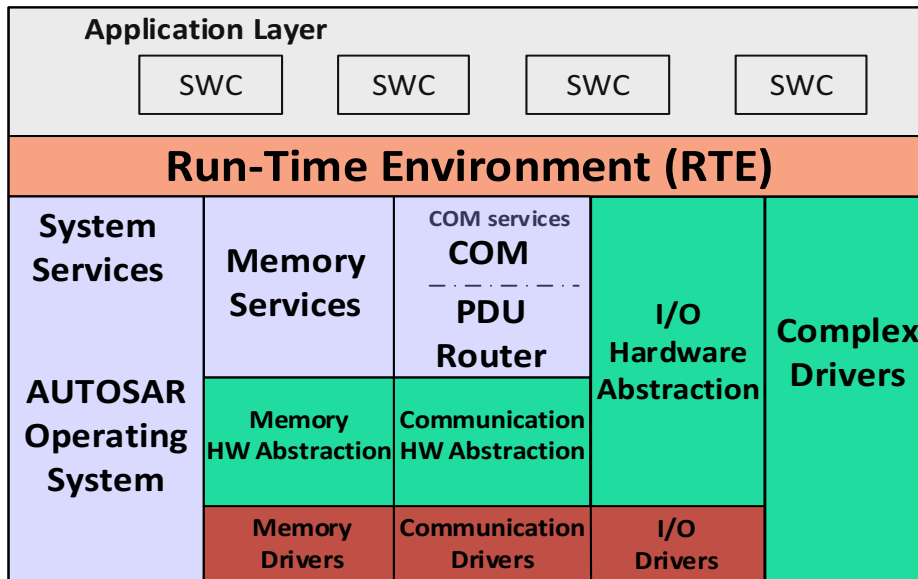 Application Layer
SWC
SWC
SWC
SWC
Run-Time Environment (RTE)
System
Services
AUTOSAR
Operating
System
Memory
Services
COM services
COM
PDU
Router
I/O
Hardware
Abstraction
Complex
Drivers
Memory
HW Abstraction
Communication
HW Abstraction
Memory
Drivers
Communication
Drivers
I/O
Drivers